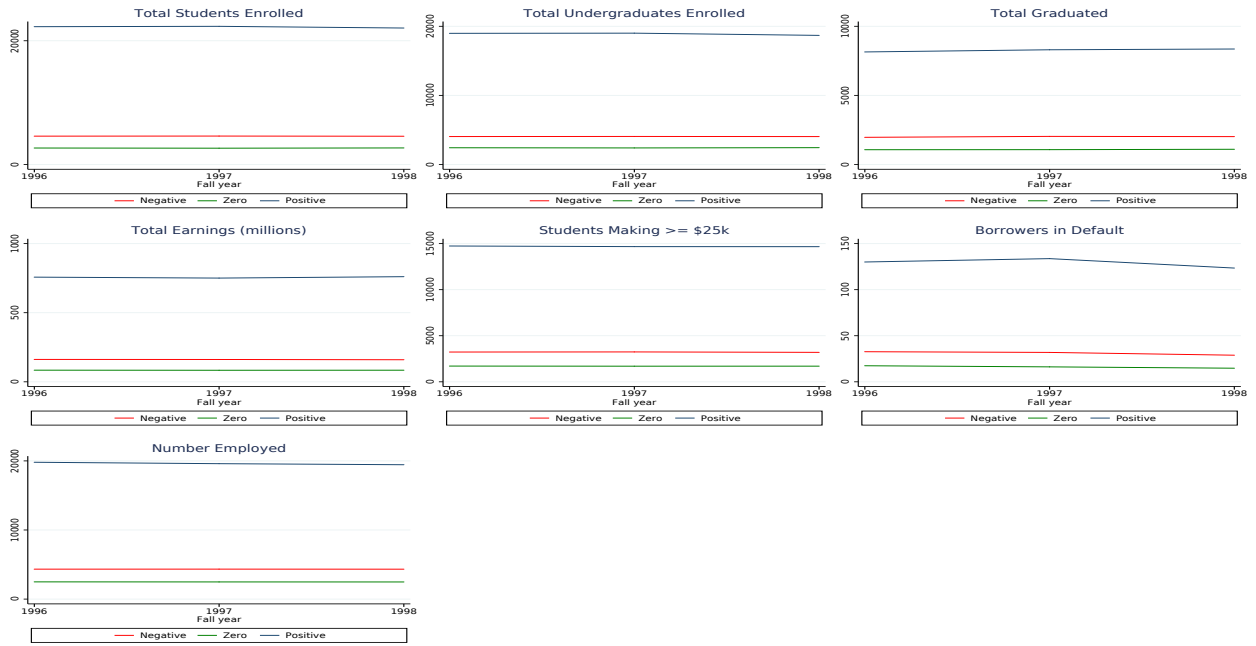 Total Students Enrolled
20000
0
1996 1997 1998
Fall year
Negative Zero Positive
Total Undergraduates Enrolled
20000
10000
0
1996 1997 1998
Fall year
Negative Zero Positive
Total Graduated
10000
5000
0
1996 1997 1998
Fall year
Negative Zero Positive
Total Earnings (millions)
1000
500
0
1996 1997 1998
Fall year
Negative Zero Positive
Students Making >= $25k
15000
10000
5000
0
1996 1997 1998
Fall year
Negative Zero Positive
Borrowers in Default
150
100
50
0
1996 1997 1998
Fall year
Negative Zero Positive
Number Employed
20000
10000
0
1996 1997 1998
Fall year
Negative Zero Positive